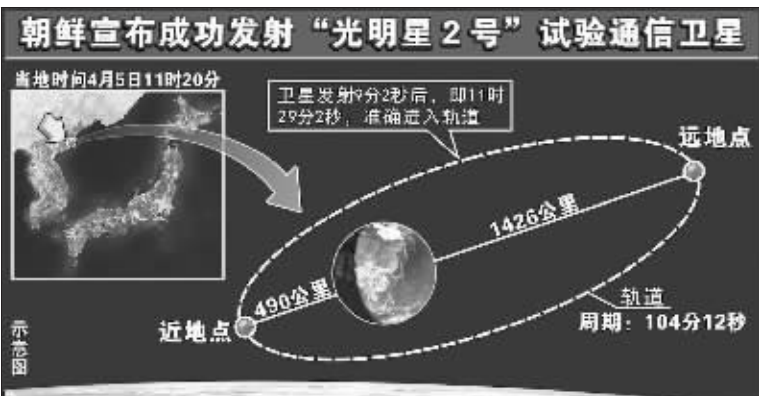 朝鲜宣布成功发射“光明星2号”试验通信卫星
当地时间4月5日11时20分
卫星发射9分2秒后，即11时
29分2秒，准确进入轨道
远地点
1426公里
490公里
近地点
轨道
周期：104分12秒
示意图